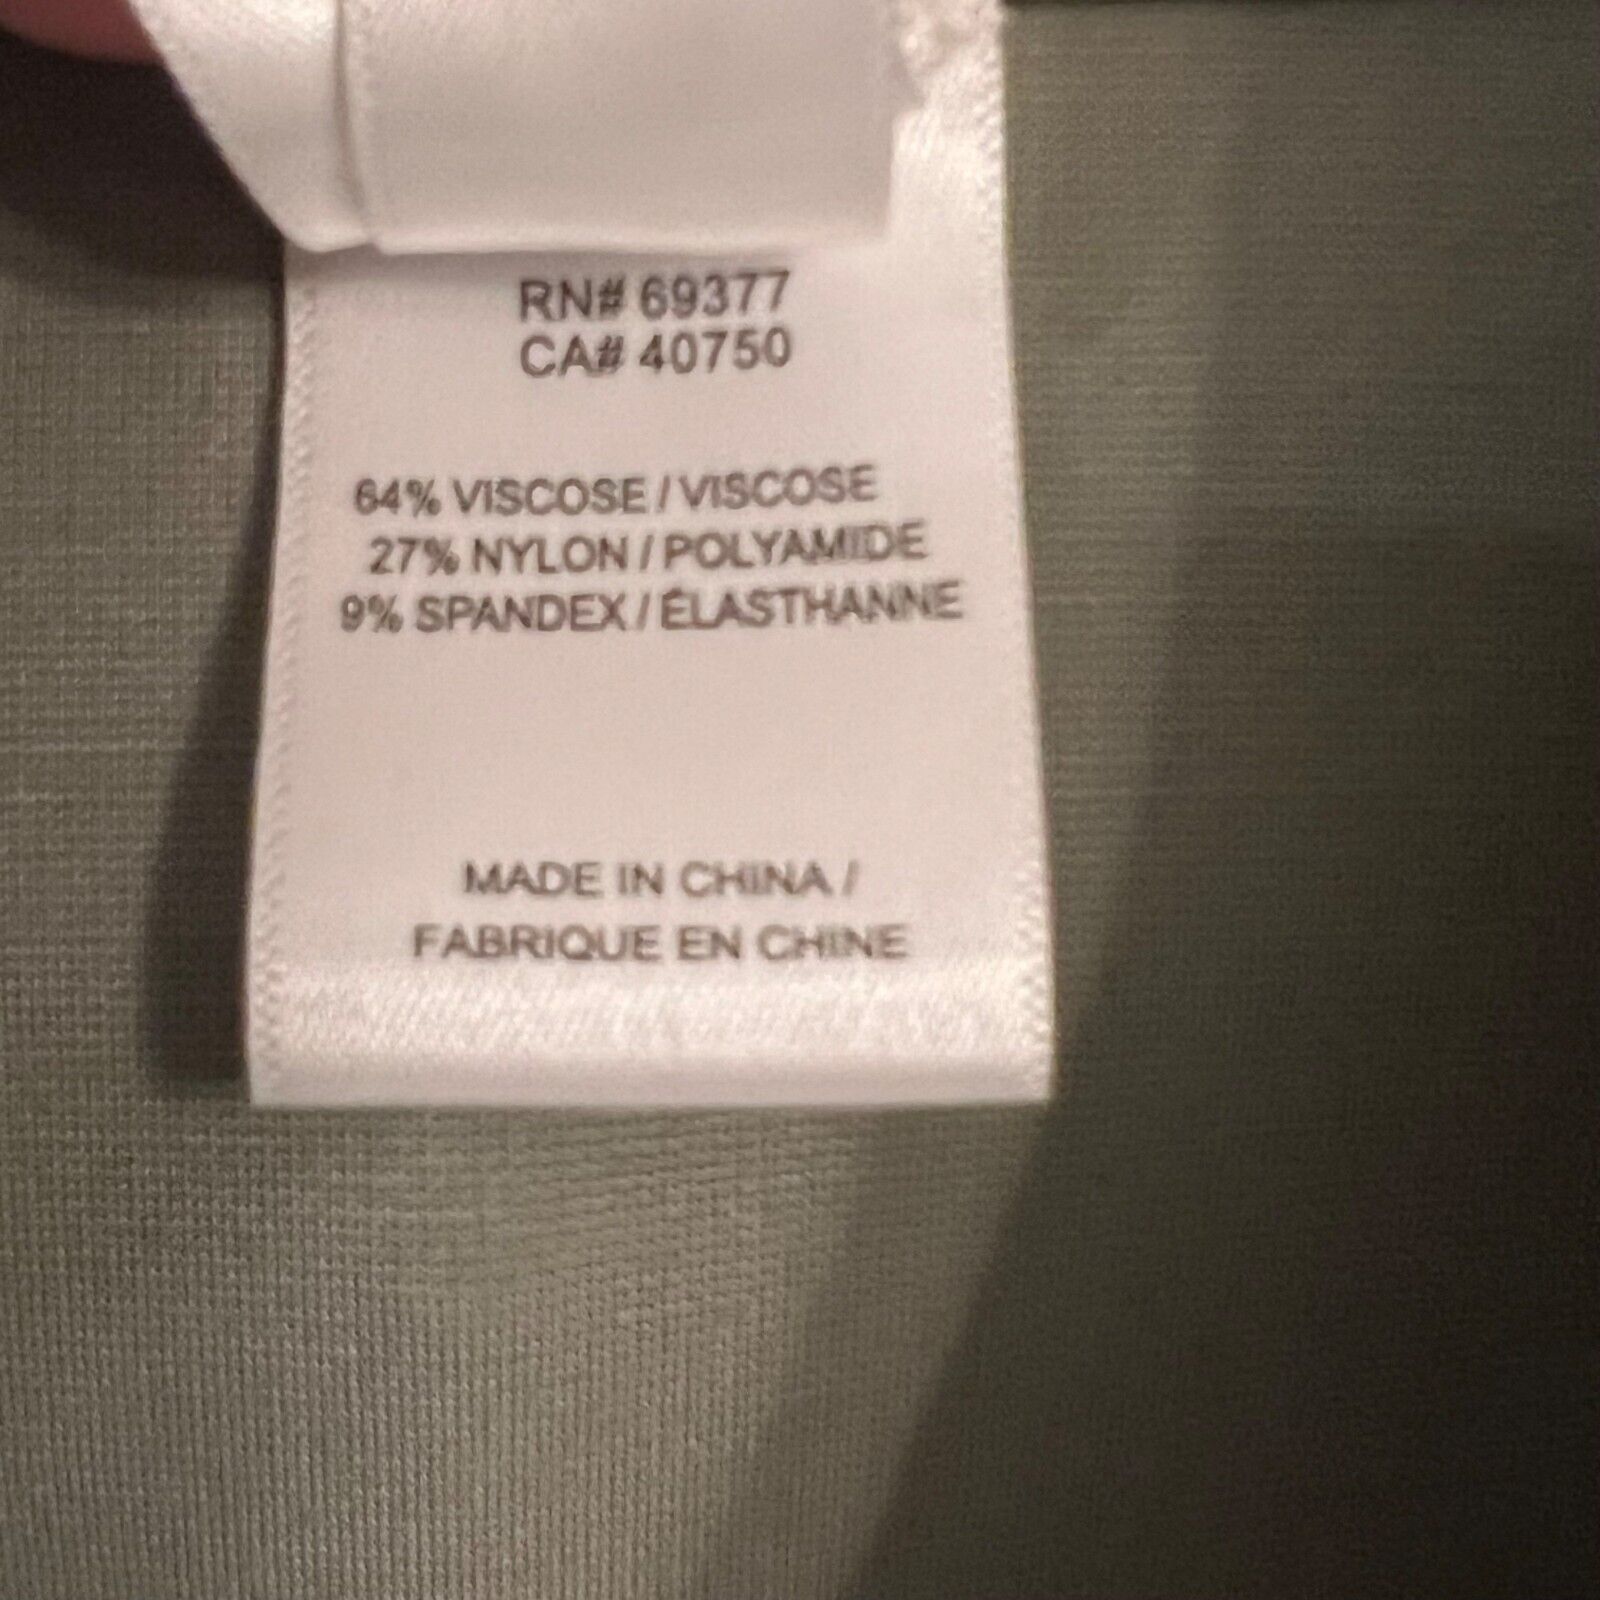 RN# 69377
CA# 40750
64% VISCOSE / VISCOSE
27% NYLON / POLYAMIDE
9% SPANDEX / ÉLASTHANNE
MADE IN CHINA /
FABRIQUE EN CHINE